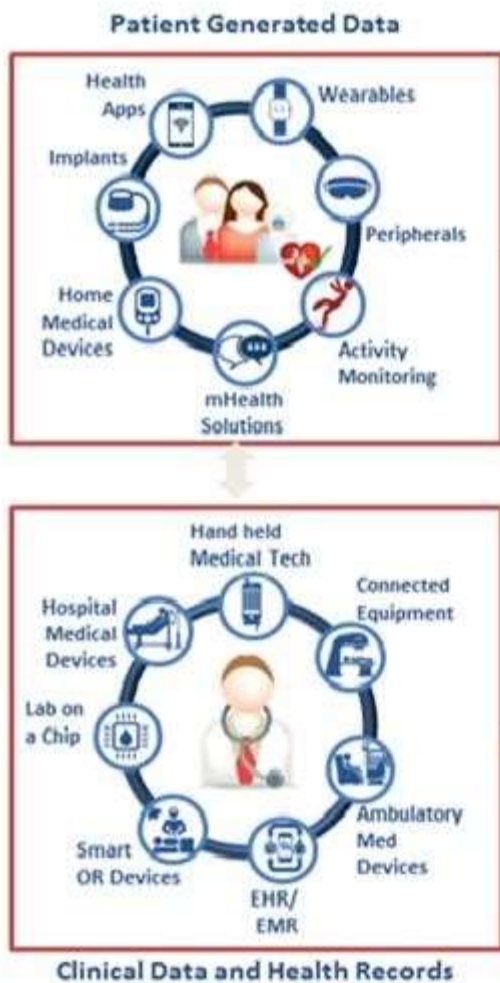 Patient Generated Data
Health
Apps
Wearables
Implants
Peripherals
Home
Medical
Devices
Activity
Monitoring
mHealth
Solutions
Hand held
Medical Tech
Connected
Equipment
Hospital
Medical
Devices
Lab on
a Chip
Ambulatory
Med
Devices
Smart
OR Devices
EHR/
EMR
Clinical Data and Health Records